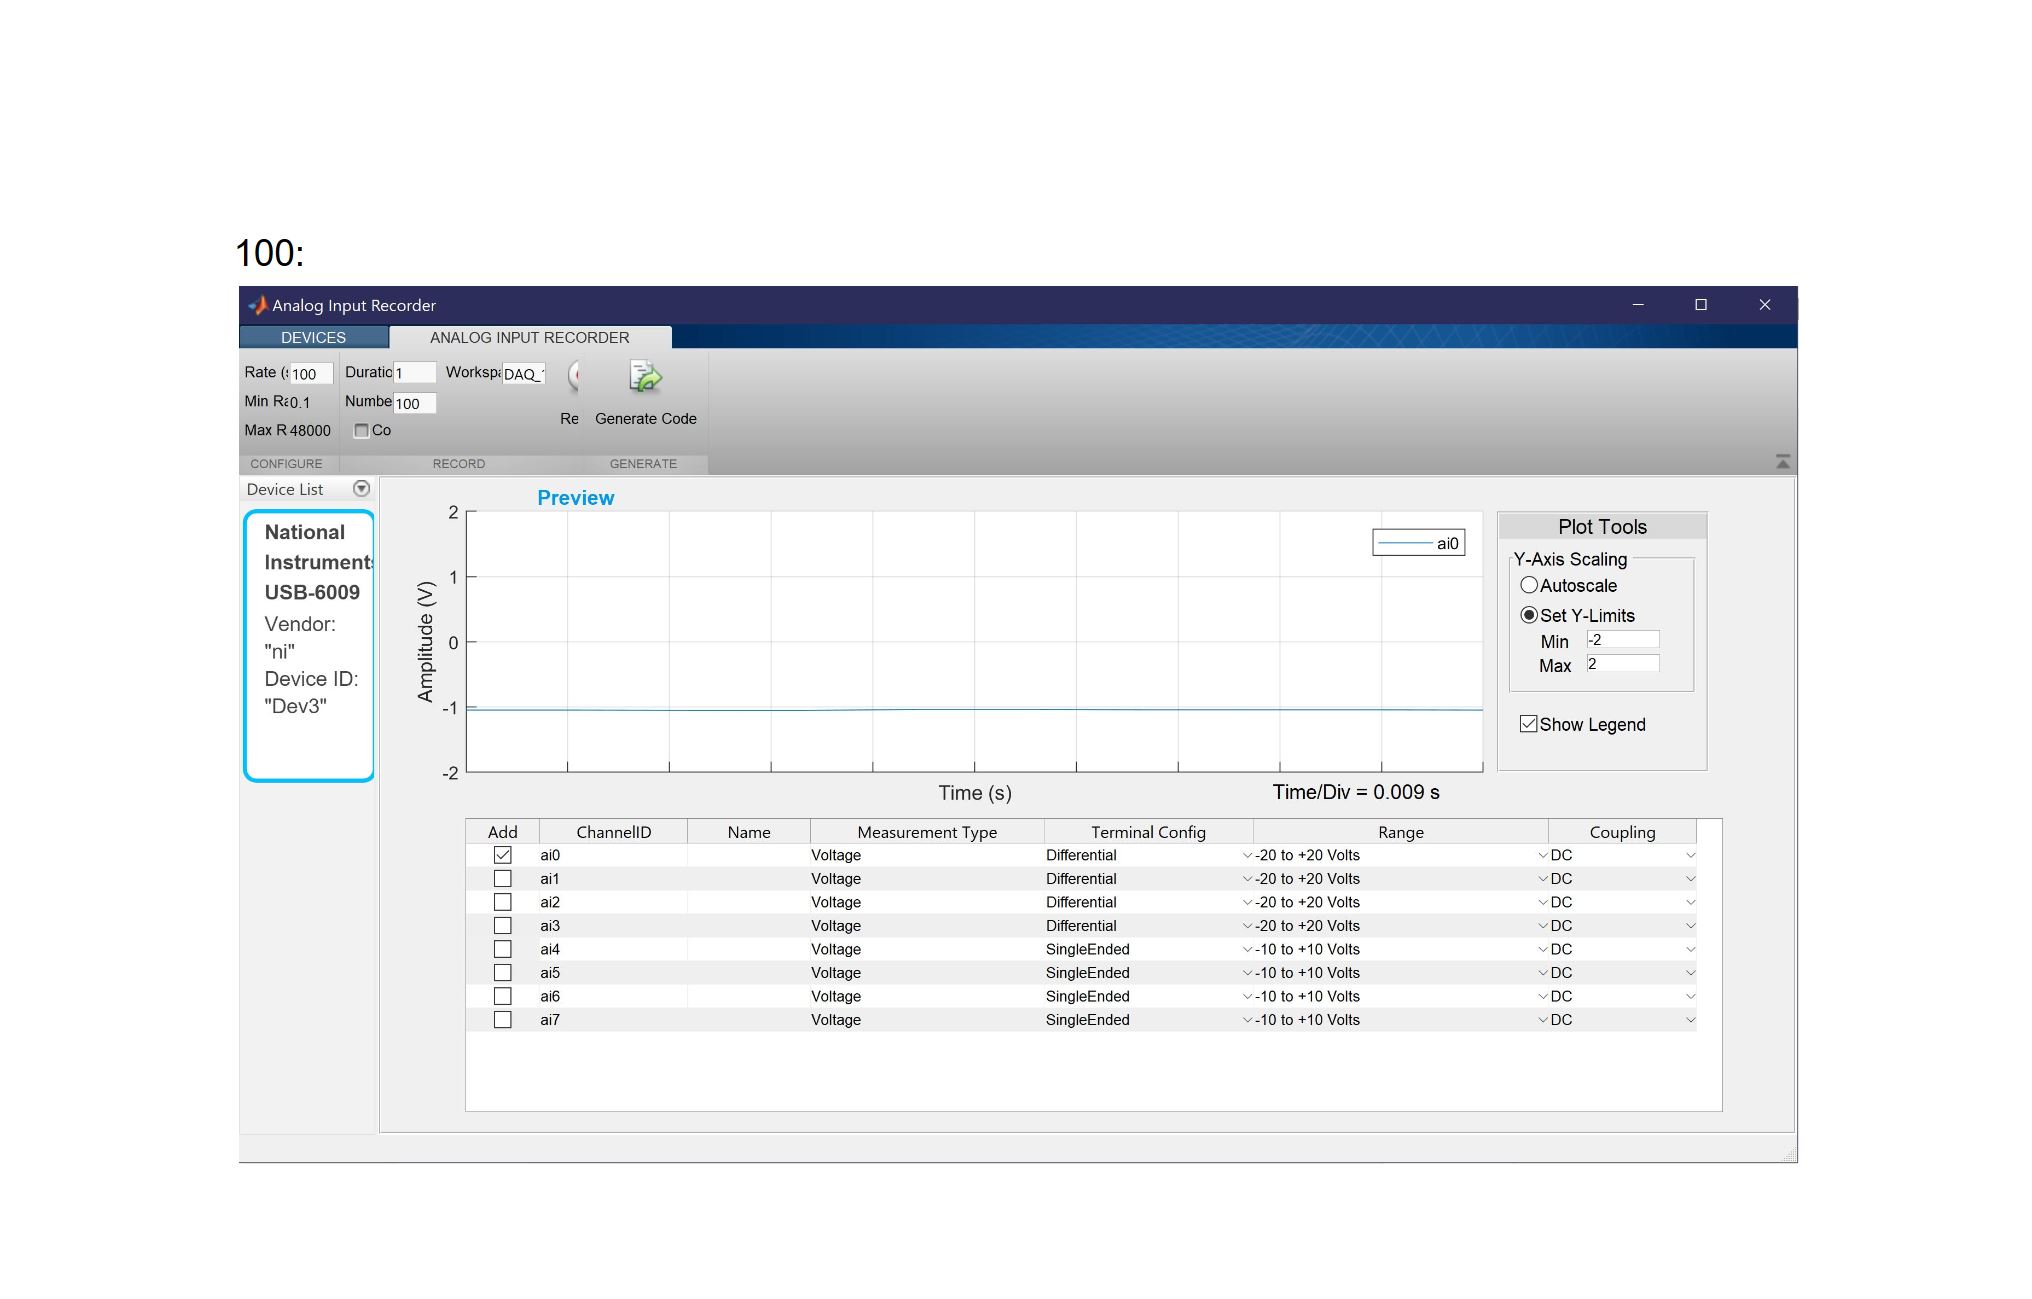 100:
Analog Input Recorder
DEVICES ANALOG INPUT RECORDER
Rate (s 100 Duratio 1 Workspa DAQ_1
Min Ra 0.1 Numbe 100
Re Generate Code
Max R 48000 Co
CONFIGURE RECORD GENERATE
Device List
National
Instruments
USB-6009
Vendor:
"ni"
Device ID:
"Dev3"
Preview
2
1
0
-1
-2
Amplitude (V)
ai0
Time (s)
Time/Div = 0.009 s
Plot Tools
Y-Axis Scaling
Autoscale
Set Y-Limits
Min -2
Max 2
Show Legend
Add ChannelID Name Measurement Type Terminal Config Range Coupling
ai0 Voltage Differential -20 to +20 Volts DC
ai1 Voltage Differential -20 to +20 Volts DC
ai2 Voltage Differential -20 to +20 Volts DC
ai3 Voltage Differential -20 to +20 Volts DC
ai4 Voltage SingleEnded -10 to +10 Volts DC
ai5 Voltage SingleEnded -10 to +10 Volts DC
ai6 Voltage SingleEnded -10 to +10 Volts DC
ai7 Voltage SingleEnded -10 to +10 Volts DC